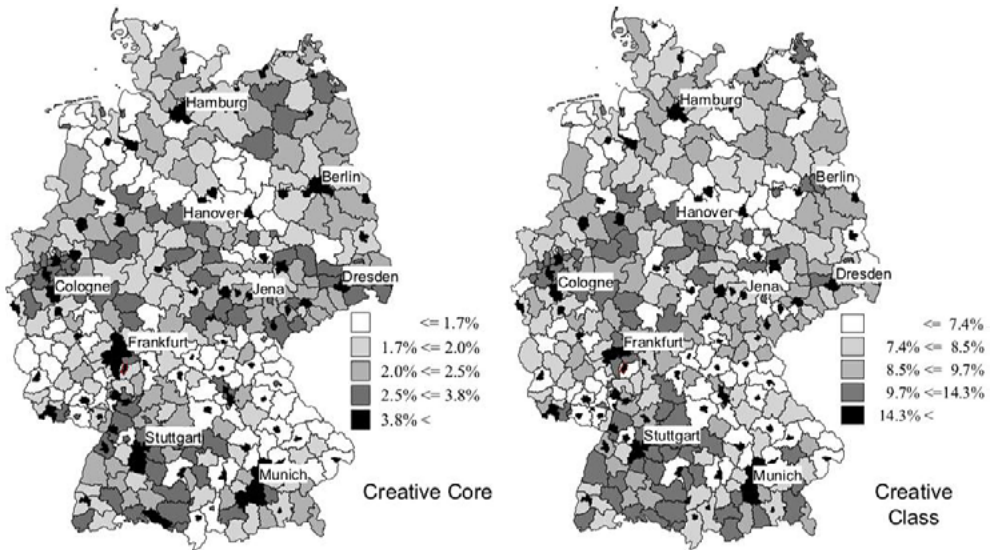 Hamburg
Berlin
Hanover
Dresden
Cologne
Jena
Frankfurt
<= 1.7%
1.7% <= 2.0%
2.0% <= 2.5%
2.5% <= 3.8%
3.8% <
Stuttgart
Munich
Creative Core
Hamburg
Berlin
Hanover
Dresden
Cologne
Jena
Frankfurt
<= 7.4%
7.4% <= 8.5%
8.5% <= 9.7%
9.7% <=14.3%
14.3% <
Stuttgart
Munich
Creative
Class